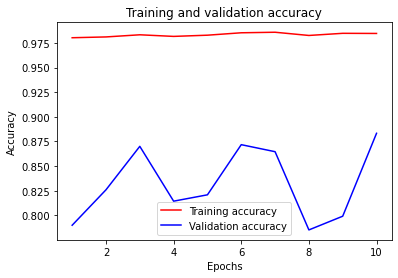 Training and validation accuracy
Accuracy
0.975
0.950
0.925
0.900
0.875
0.850
0.825
0.800
Training accuracy
Validation accuracy
2 4 6 8 10
Epochs